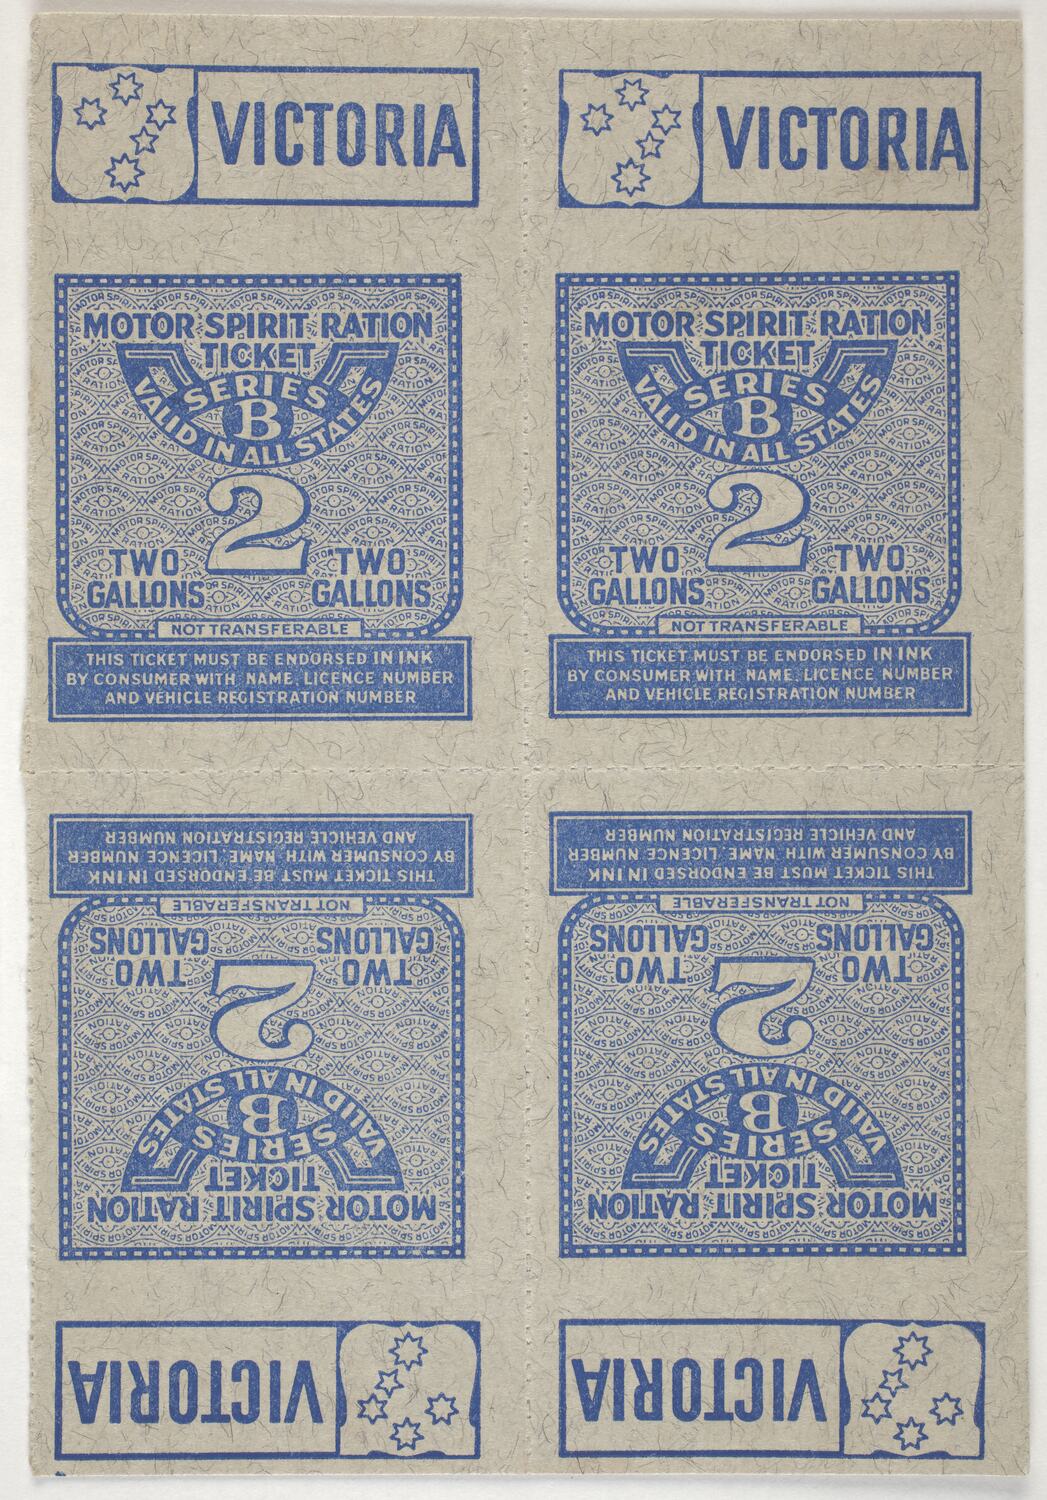 VICTORIA
MOTOR SPIRIT RATION
TICKET
SERIES
B
VALID IN ALL STATES
2
TWO
GALLONS
TWO
GALLONS
NOT TRANSFERABLE
THIS TICKET MUST BE ENDORSED IN INK
BY CONSUMER WITH NAME, LICENCE NUMBER
AND VEHICLE REGISTRATION NUMBER
VICTORIA
MOTOR SPIRIT RATION
TICKET
SERIES
B
VALID IN ALL STATES
2
TWO
GALLONS
TWO
GALLONS
NOT TRANSFERABLE
THIS TICKET MUST BE ENDORSED IN INK
BY CONSUMER WITH NAME, LICENCE NUMBER
AND VEHICLE REGISTRATION NUMBER
VICTORIA
MOTOR SPIRIT RATION
TICKET
SERIES
B
VALID IN ALL STATES
2
TWO
GALLONS
TWO
GALLONS
NOT TRANSFERABLE
THIS TICKET MUST BE ENDORSED IN INK
BY CONSUMER WITH NAME, LICENCE NUMBER
AND VEHICLE REGISTRATION NUMBER
VICTORIA
MOTOR SPIRIT RATION
TICKET
SERIES
B
VALID IN ALL STATES
2
TWO
GALLONS
TWO
GALLONS
NOT TRANSFERABLE
THIS TICKET MUST BE ENDORSED IN INK
BY CONSUMER WITH NAME, LICENCE NUMBER
AND VEHICLE REGISTRATION NUMBER